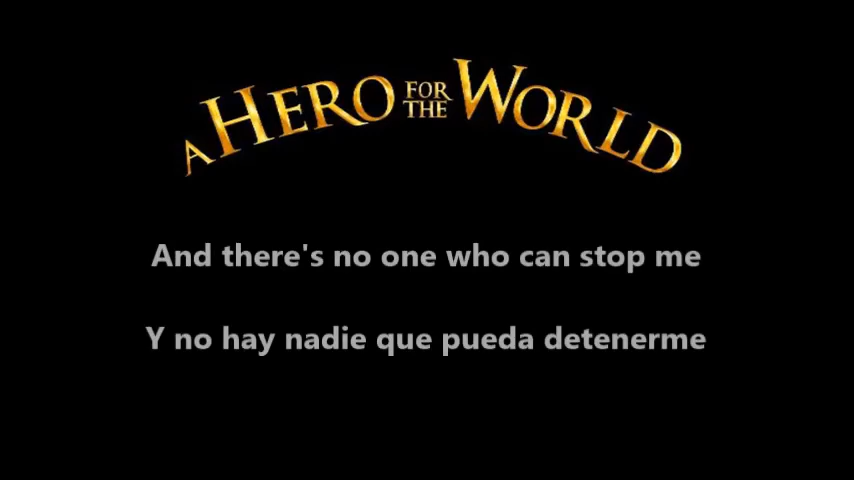 A HERO FOR THE WORLD
And there's no one who can stop me
Y no hay nadie que pueda detenerme